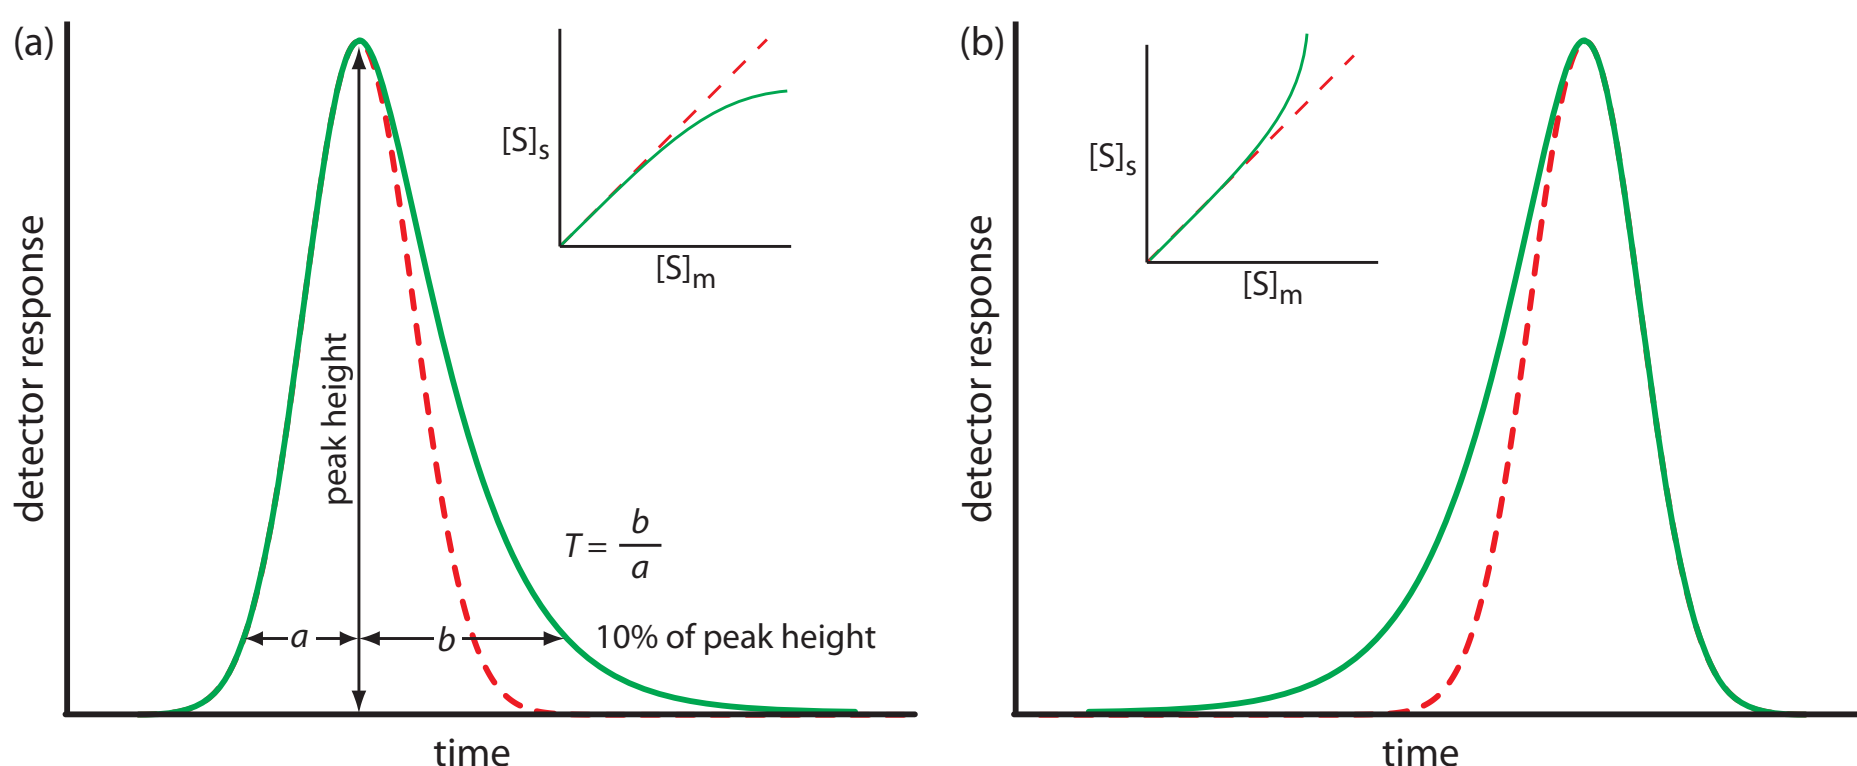 (a)
detector response
peak height
[S]s
[S]m
T = b
a
a
b
10% of peak height
time
(b)
detector response
[S]s
[S]m
time